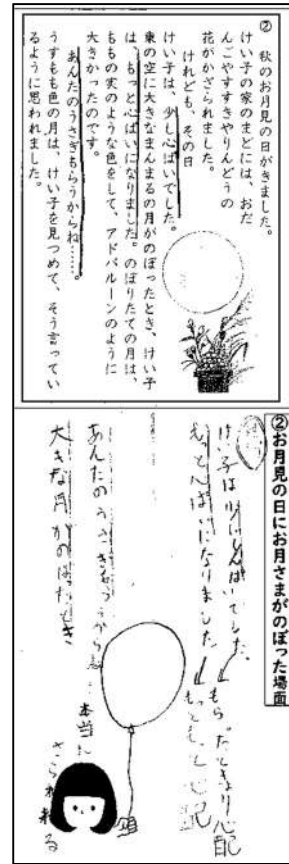 ②　秋のお月見の日がきました。
けい子の家のまどには、おだ
んごやすすきやりんどうの
花がかざられました。
けれども、その日
けい子は、少し心ぱいでした。
東の空に大きなまんまるの月がのぼったとき、けい子
は、もっと心ぱいになりました。のぼりたての月は、
ももの実のような色をして、アドバルーンのように
大きかったのです。
あんたのうさぎもらうからね……。
うすもも色の月は、けい子を見つめて、そう言ってい
るように思われました。
②お月見の日にお月さまがのぼった場面
けい子は少し心ぱいでした。
もっと心ぱいになりました。
もっともっと心配
あんたのうさぎもらうからね…本当に
大きな月がのぼったとき